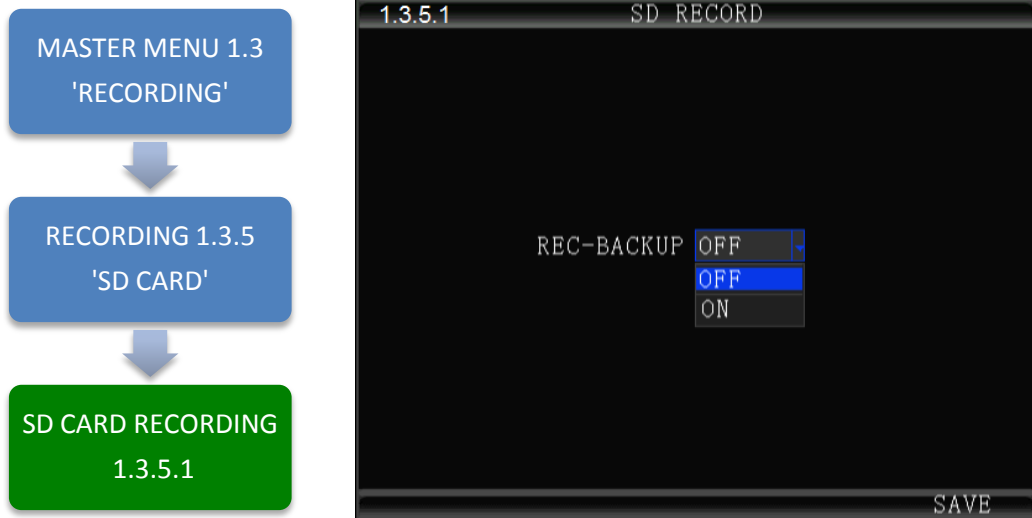 MASTER MENU 1.3
'RECORDING'
RECORDING 1.3.5
'SD CARD'
SD CARD RECORDING
1.3.5.1
1.3.5.1 SD RECORD
REC-BACKUP OFF
OFF
ON
SAVE